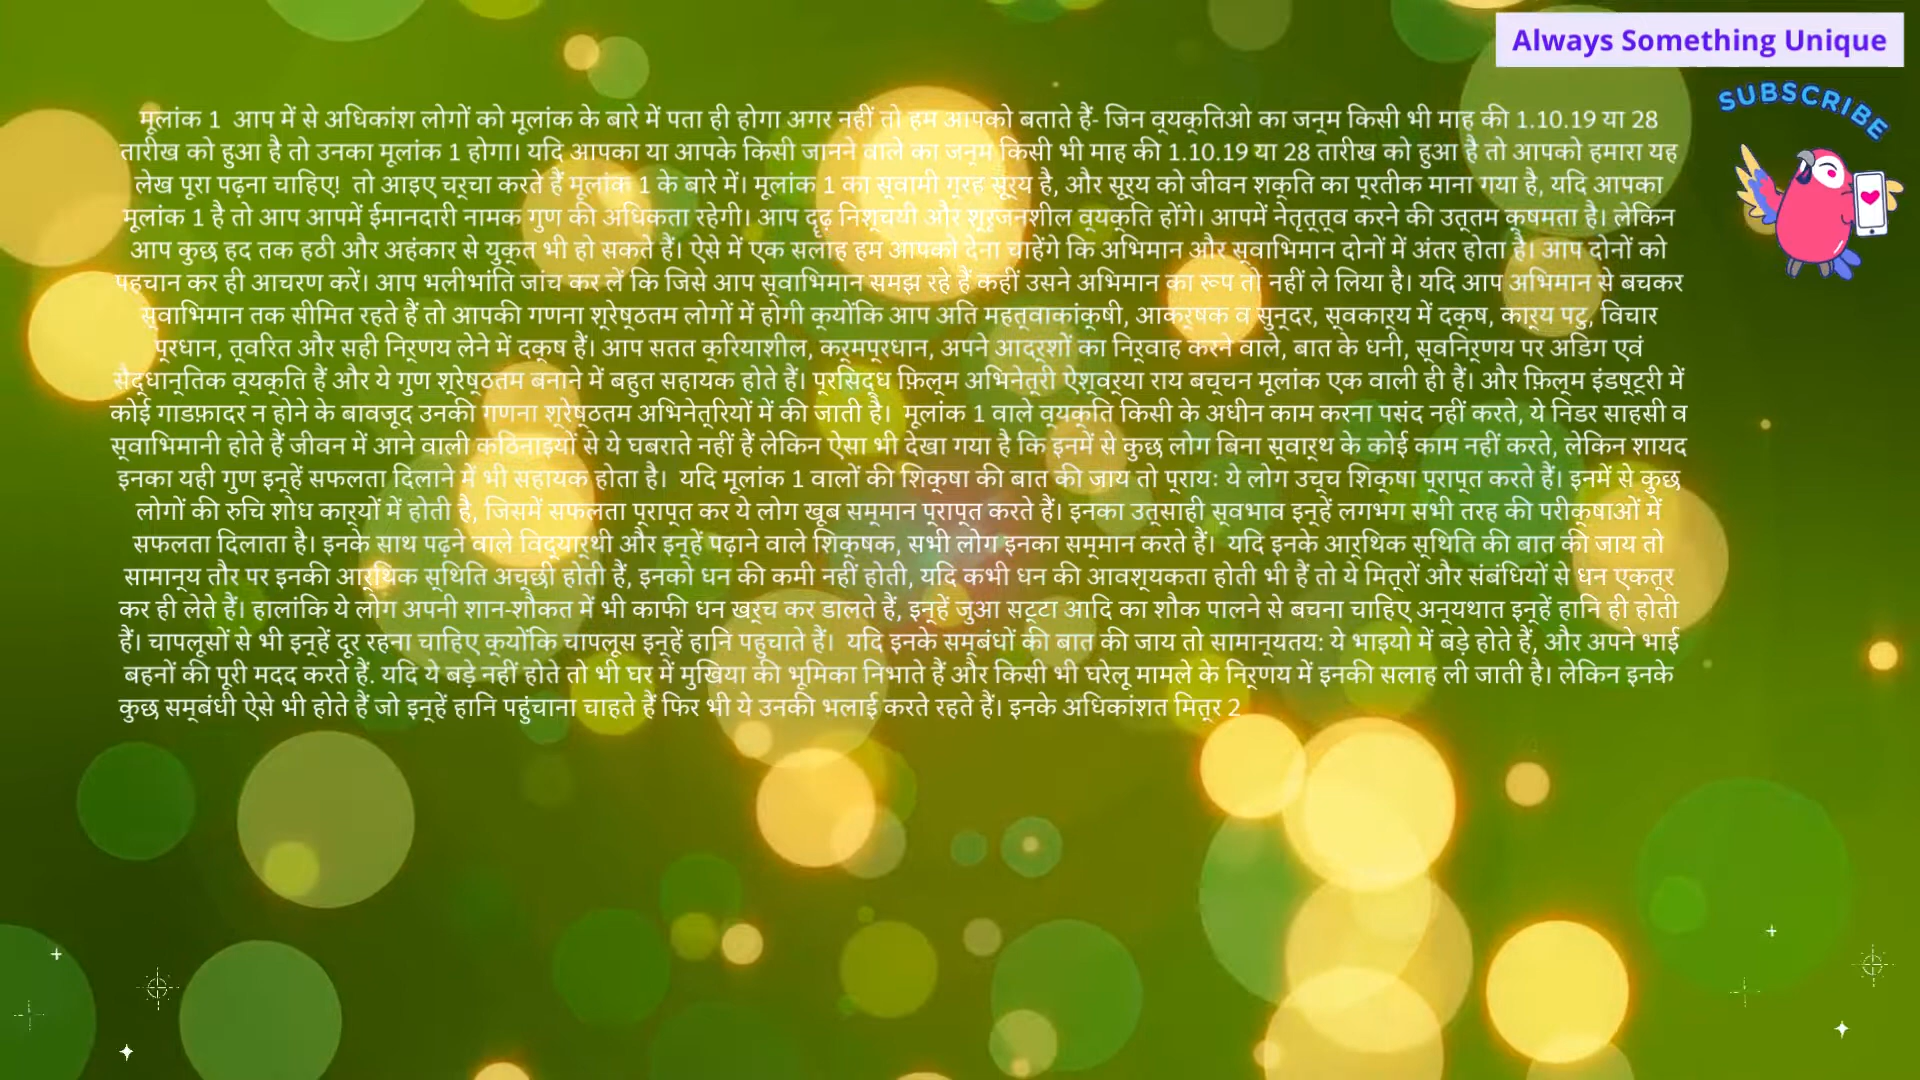 Always Something Unique
SUBSCRIBE
मूलांक 1  आप में से अधिकांश लोगों को मूलांक के बारे में पता ही होगा अगर नहीं तो हम आपको बताते हैं- जिन व्यक्तिओ का जन्म किसी भी माह की 1.10.19 या 28
तारीख को हुआ है तो उनका मूलांक 1 होगा। यदि आपका या आपके किसी जानने वाले का जन्म किसी भी माह की 1.10.19 या 28 तारीख को हुआ है तो आपको हमारा यह
लेख पूरा पढ़ना चाहिए!  तो आइए चर्चा करते हैं मूलांक 1 के बारे में। मूलांक 1 का स्वामी ग्रह सूर्य है, और सूर्य को जीवन शक्ति का प्रतीक माना गया है, यदि आपका
मूलांक 1 है तो आप आपमें ईमानदारी नामक गुण की अधिकता रहेगी। आप दृढ़ निश्चयी और श्रृजनशील व्यक्ति होंगे। आपमें नेतृत्त्व करने की उत्तम क्षमता है। लेकिन
आप कुछ हद तक हठी और अहंकार से युक्त भी हो सकते हैं। ऐसे में एक सलाह हम आपको देना चाहेंगे कि अभिमान और स्वाभिमान दोनों में अंतर होता है। आप दोनों को
पहचान कर ही आचरण करें। आप भलीभांति जांच कर लें कि जिसे आप स्वाभिमान समझ रहे हैं कहीं उसने अभिमान का रूप तो नहीं ले लिया है। यदि आप अभिमान से बचकर
स्वाभिमान तक सीमित रहते हैं तो आपकी गणना श्रेष्ठतम लोगों में होगी क्योंकि आप अति महत्वाकांक्षी, आकर्षक व सुन्दर, स्वकार्य में दक्ष, कार्य पटु, विचार
प्रधान, त्वरित और सही निर्णय लेने में दक्ष हैं। आप सतत क्रियाशील, कर्मप्रधान, अपने आदर्शों का निर्वाह करने वाले, बात के धनी, स्वनिर्णय पर अडिग एवं
सैद्धान्तिक व्यक्ति हैं और ये गुण श्रेष्ठतम बनाने में बहुत सहायक होते हैं। प्रसिद्ध फ़िल्म अभिनेत्री ऐश्वर्या राय बच्चन मूलांक एक वाली ही हैं। और फ़िल्म इंडष्ट्री में
कोई गाडफ़ादर न होने के बावजूद उनकी गणना श्रेष्ठतम अभिनेत्रियों में की जाती है।  मूलांक 1 वाले वयक्ति किसी के अधीन काम करना पसंद नहीं करते, ये निडर साहसी व
स्वाभिमानी होते हैं जीवन में आने वाली कठिनाइयों से ये घबराते नहीं हैं लेकिन ऐसा भी देखा गया है कि इनमें से कुछ लोग बिना स्वार्थ के कोई काम नहीं करते, लेकिन शायद
इनका यही गुण इन्हें सफलता दिलाने में भी सहायक होता है।  यदि मूलांक 1 वालों की शिक्षा की बात की जाय तो प्रायः ये लोग उच्च शिक्षा प्राप्त करते हैं। इनमें से कुछ
लोगों की रुचि शोध कार्यों में होती है, जिसमें सफलता प्राप्त कर ये लोग खूब सम्मान प्राप्त करते हैं। इनका उत्साही स्वभाव इन्हें लगभग सभी तरह की परीक्षाओं में
सफलता दिलाता है। इनके साथ पढ़ने वाले विद्यार्थी और इन्हें पढ़ाने वाले शिक्षक, सभी लोग इनका सम्मान करते हैं।  यदि इनके आर्थिक स्थिति की बात की जाय तो
सामान्य तौर पर इनकी आर्थिक स्थिति अच्छी होती हैं, इनको धन की कमी नहीं होती, यदि कभी धन की आवश्यकता होती भी हैं तो ये मित्रों और संबंधियों से धन एकत्र
कर ही लेते हैं। हालांकि ये लोग अपनी शान-शौकत में भी काफी धन खर्च कर डालते हैं, इन्हें जुआ सट्टा आदि का शौक पालने से बचना चाहिए अन्यथात इन्हें हानि ही होती
हैं। चापलूसों से भी इन्हें दूर रहना चाहिए क्योंकि चापलूस इन्हें हानि पहुचाते हैं।  यदि इनके सम्बंधों की बात की जाय तो सामान्यतय: ये भाइयो में बड़े होते हैं, और अपने भाई
बहनों की पूरी मदद करते हैं. यदि ये बड़े नहीं होते तो भी घर में मुखिया की भूमिका निभाते हैं और किसी भी घरेलू मामले के निर्णय में इनकी सलाह ली जाती है। लेकिन इनके
कुछ सम्बंधी ऐसे भी होते हैं जो इन्हें हानि पहुंचाना चाहते हैं फिर भी ये उनकी भलाई करते रहते हैं। इनके अधिकांशत मित्र 2